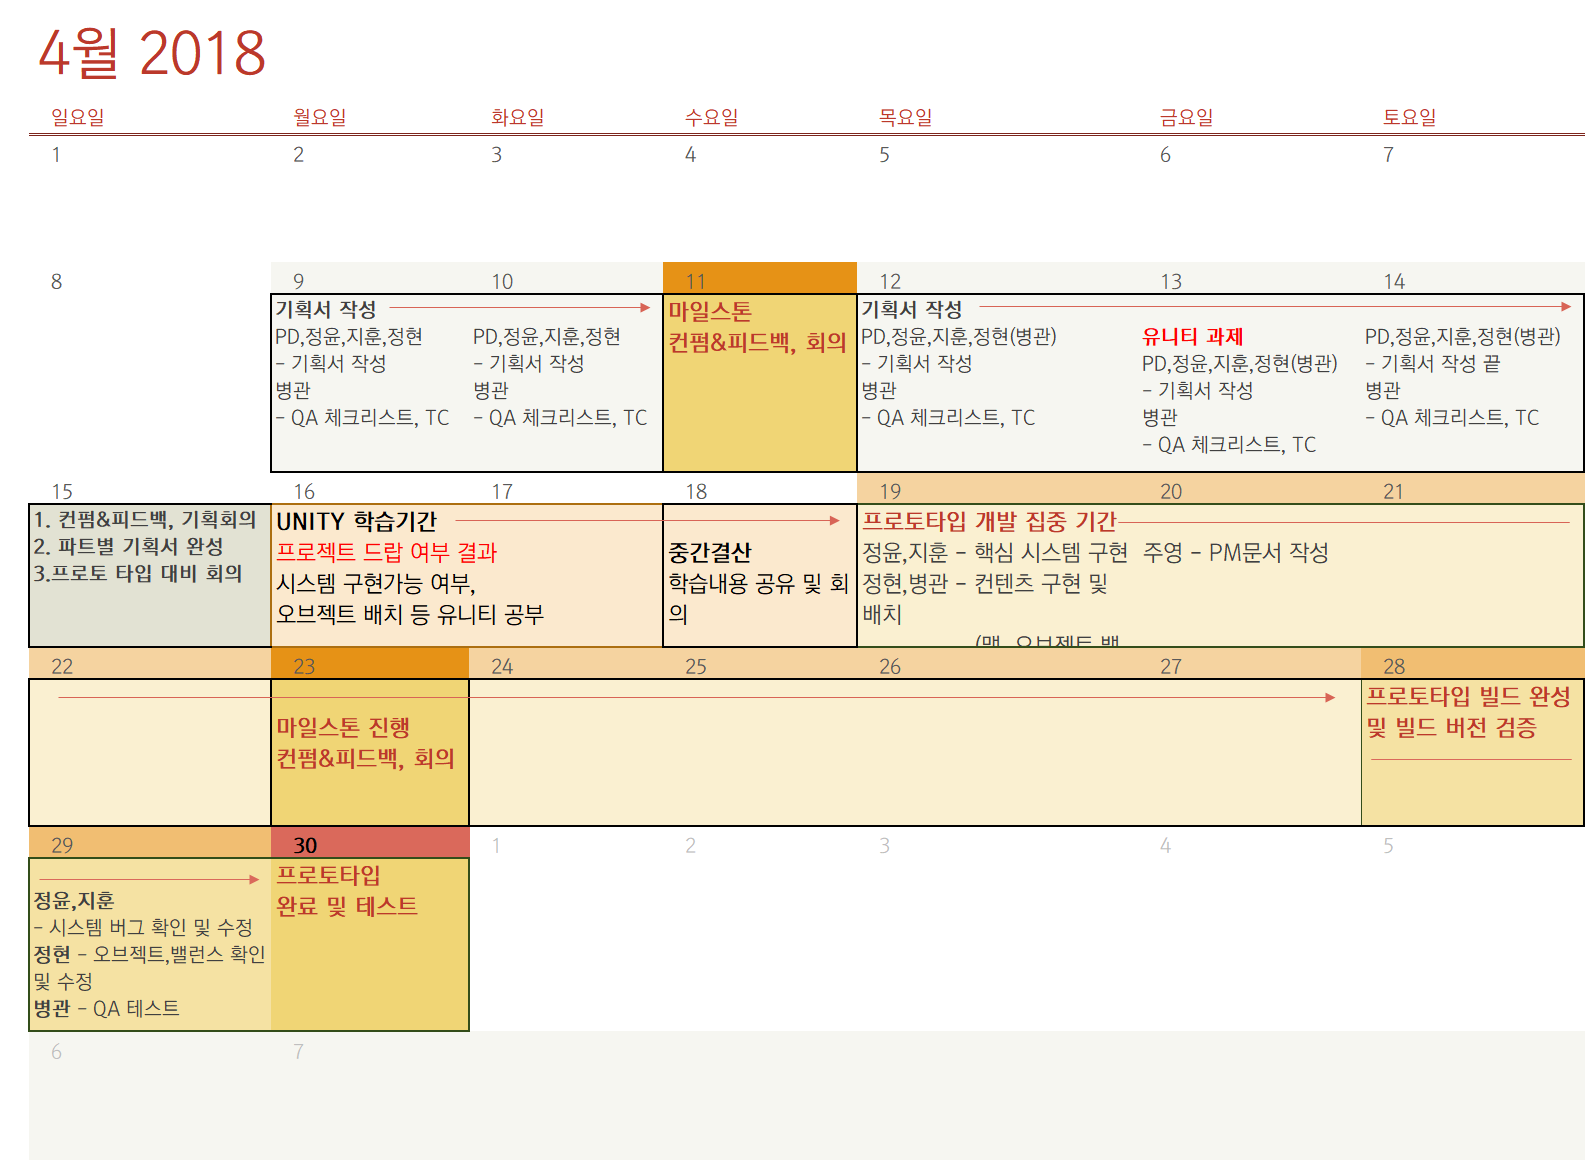 4월 2018
일요일 월요일 화요일 수요일 목요일 금요일 토요일
1 2 3 4 5 6 7
8 9 10 11 12 13 14
기획서 작성
PD,정윤,지훈,정현
- 기획서 작성
병관
- QA 체크리스트, TC
PD,정윤,지훈,정현
- 기획서 작성
병관
- QA 체크리스트, TC
마일스톤
컨펌&피드백, 회의
기획서 작성
PD,정윤,지훈,정현(병관)
- 기획서 작성
병관
- QA 체크리스트, TC
유니티 과제
PD,정윤,지훈,정현(병관)
- 기획서 작성
병관
- QA 체크리스트, TC
PD,정윤,지훈,정현(병관)
- 기획서 작성 끝
병관
- QA 체크리스트, TC
15 16 17 18 19 20 21
1. 컨펌&피드백, 기획회의
2. 파트별 기획서 완성
3.프로토 타입 대비 회의
UNITY 학습기간
프로젝트 드랍 여부 결과
시스템 구현가능 여부,
오브젝트 배치 등 유니티 공부
중간결산
학습내용 공유 및 회
의
프로토타입 개발 집중 기간
정윤,지훈 - 핵심 시스템 구현
정현,병관 - 컨텐츠 구현 및
배치
(맵, 오브젝트 백
주영 - PM문서 작성
22 23 24 25 26 27 28
마일스톤 진행
컨펌&피드백, 회의
프로토타입 빌드 완성
및 빌드 버전 검증
29 30 1 2 3 4 5
정윤,지훈
- 시스템 버그 확인 및 수정
정현 - 오브젝트,밸런스 확인
및 수정
병관 - QA 테스트
프로토타입
완료 및 테스트
6 7